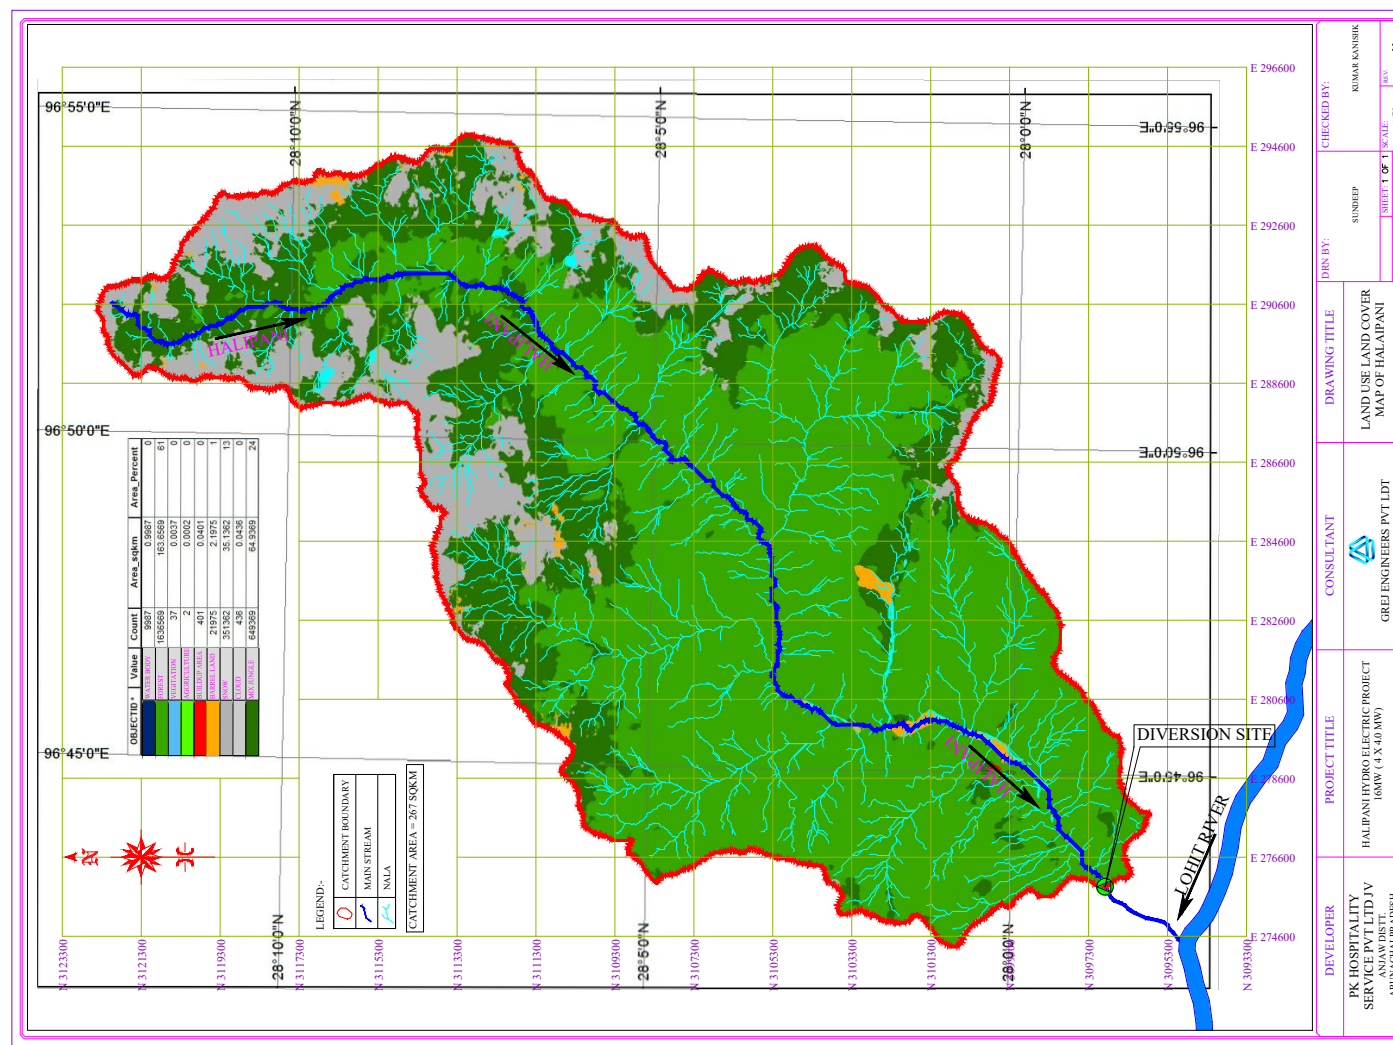 OBJECTID * Value Count Area_sqkm Area_Percent
WATER BODY 9987 0.9987 0
FOREST 1636569 163.6569 61
VEGITATION 37 0.0037 0
AGGRICULTURE 2 0.0002 0
BUILDUP AREA 401 0.0401 0
BARREL LAND 21975 2.1975 1
SNOW 351362 35.1362 13
CLOUD 436 0.0436 0
MIX JUNGLE 649369 64.9369 24
N
LEGEND:-
CATCHMENT BOUNDARY
MAIN STREAM
NALA
CATCHMENT AREA = 267 SQKM
96°55'0"E
96°50'0"E
96°45'0"E
96°55'0"E
96°50'0"E
96°45'0"E
28°10'0"N
28°5'0"N
28°0'0"N
28°10'0"N
28°5'0"N
28°0'0"N
E 296600
E 294600
E 292600
E 290600
E 288600
E 286600
E 284600
E 282600
E 280600
E 278600
E 276600
E 274600
N 3123300
N 3121300
N 3119300
N 3117300
N 3115300
N 3113300
N 3111300
N 3109300
N 3107300
N 3105300
N 3103300
N 3101300
N 3097300
N 3095300
N 3093300
HALIPANI
HALIPANI
HALIPANI
DIVERSION SITE
LOHIT RIVER
DEVELOPER
PK HOSPITALITY
SERVICE PVT LTD JV
ANJAW DISTT.
ARUNACHAL PRADESH
PROJECT TITLE
HALIPANI HYDRO ELECTRIC PROJECT
16MW ( 4 X 4.0 MW)
CONSULTANT
GREJ ENGINEERS PVT LDT
DRAWING TITLE
LAND USE LAND COVER
MAP OF HALAIPANI
DRN BY:
SUNDEEP
CHECKED BY:
KUMAR KANISHK
SHEET: 1 OF 1
SCALE:
REV.